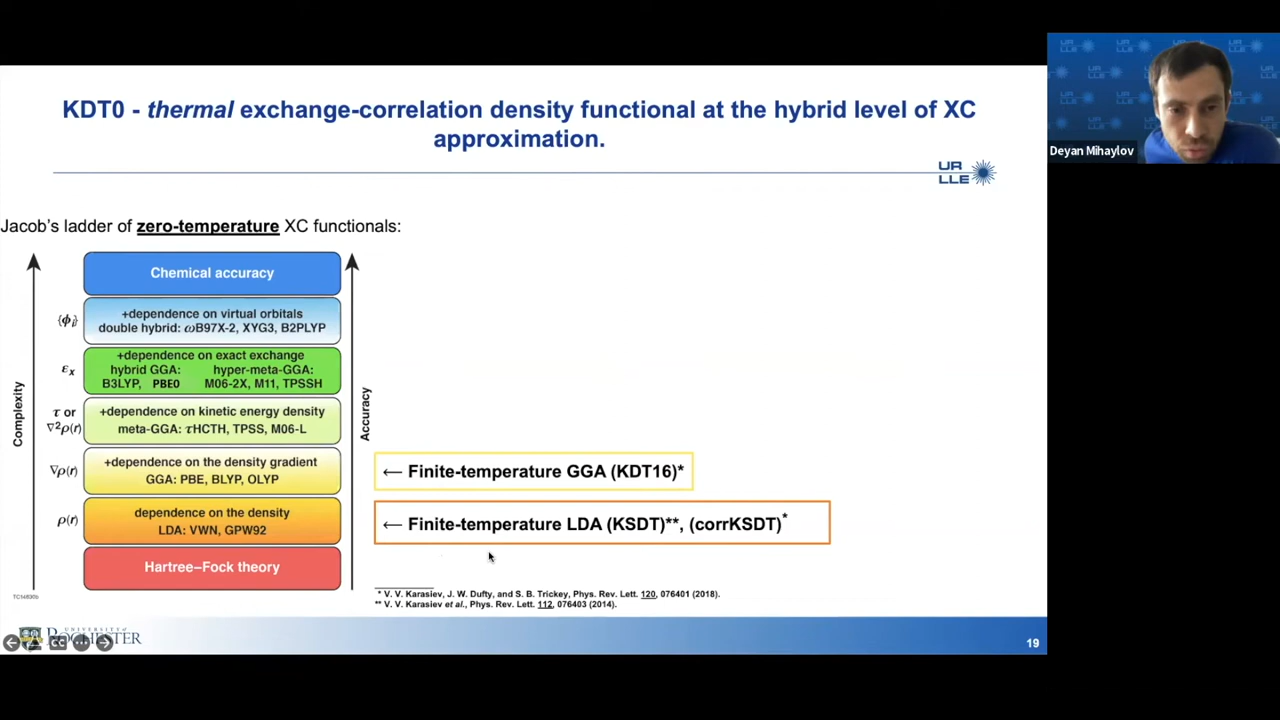 KDT0 - thermal exchange-correlation density functional at the hybrid level of XC
approximation.
UR
LLE
Deyan Mihaylov
Jacob's ladder of zero-temperature XC functionals:
Complexity
Accuracy
Chemical accuracy
{ϕᵢ}
+dependence on virtual orbitals
double hybrid: ωB97X-2, XYG3, B2PLYP
εₓ
+dependence on exact exchange
hybrid GGA: hyper-meta-GGA:
B3LYP, PBE0 M06-2X, M11, TPSSH
τ or
∇²ρ(r)
+dependence on kinetic energy density
meta-GGA: τHCTH, TPSS, M06-L
∇ρ(r)
+dependence on the density gradient
GGA: PBE, BLYP, OLYP
← Finite-temperature GGA (KDT16)*
ρ(r)
dependence on the density
LDA: VWN, GPW92
← Finite-temperature LDA (KSDT)**, (corrKSDT)*
Hartree–Fock theory
* V. V. Karasiev, J. W. Dufty, and S. B. Trickey, Phys. Rev. Lett. 120, 076401 (2018).
** V. V. Karasiev et al., Phys. Rev. Lett. 112, 076403 (2014).
CC
ROCHESTER
19